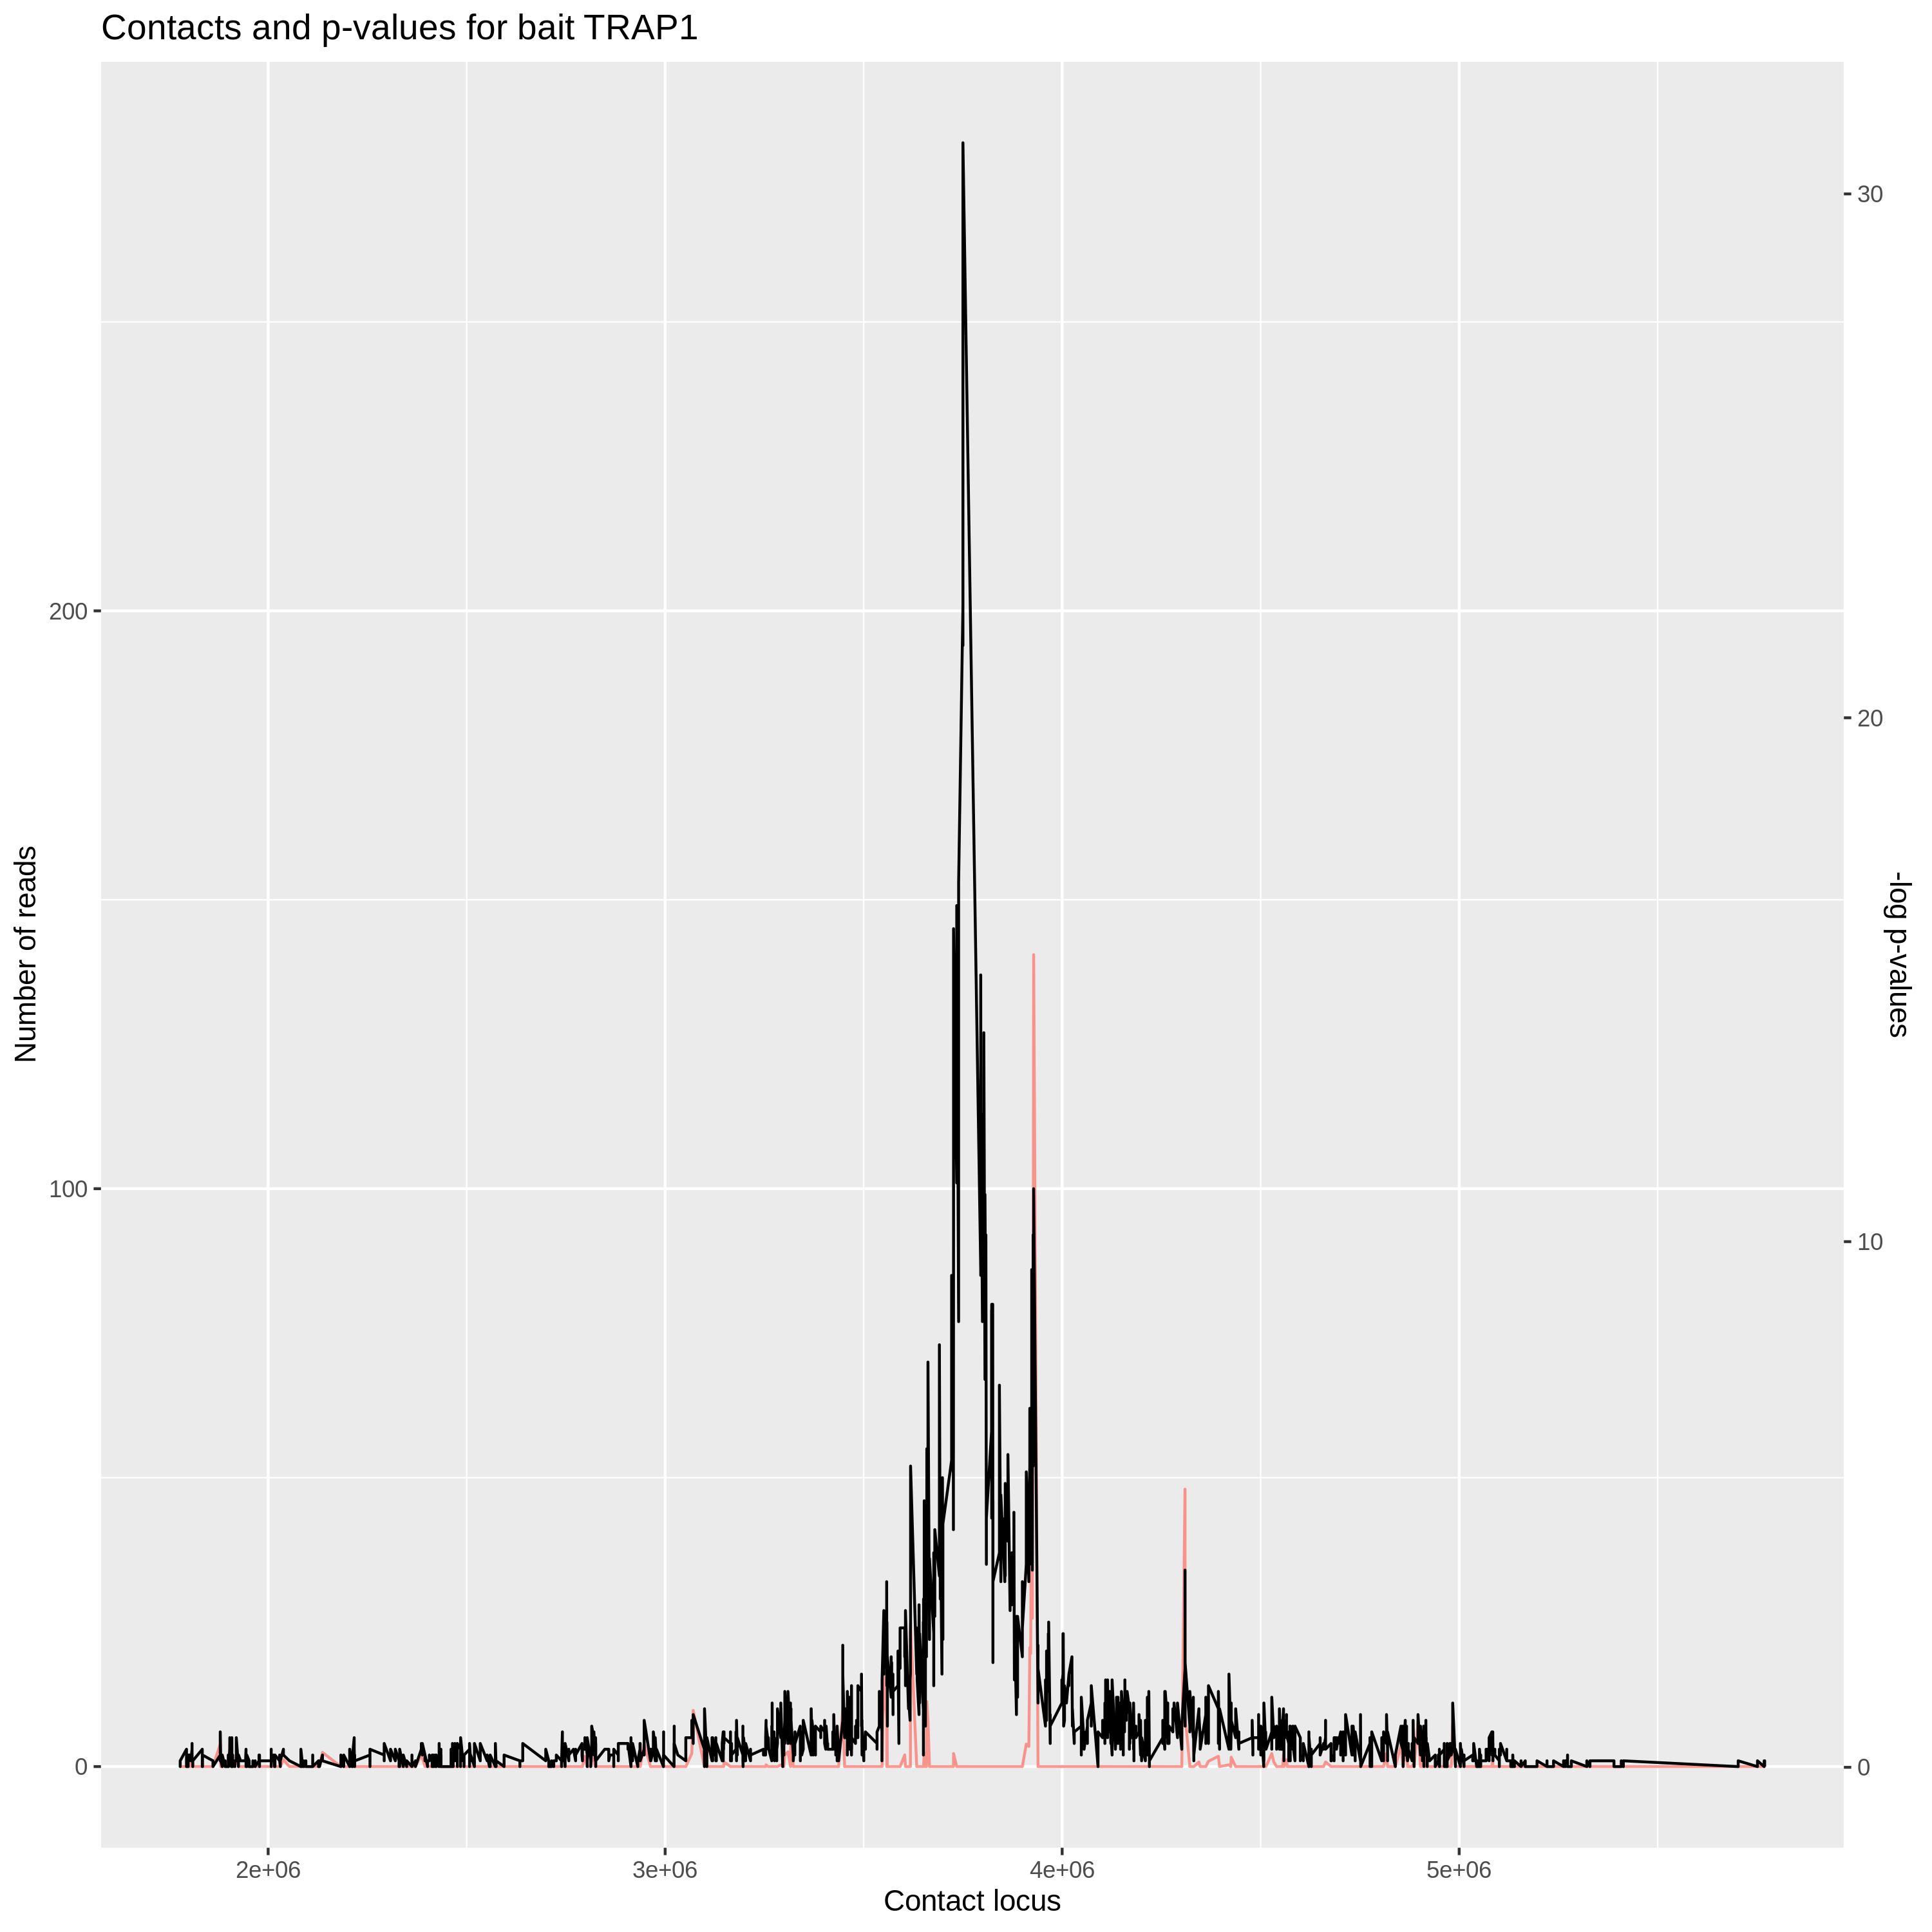 Contacts and p-values for bait TRAP1
Number of reads
200
100
0
30
20
10
0
-log p-values
2e+06 3e+06 4e+06 5e+06
Contact locus